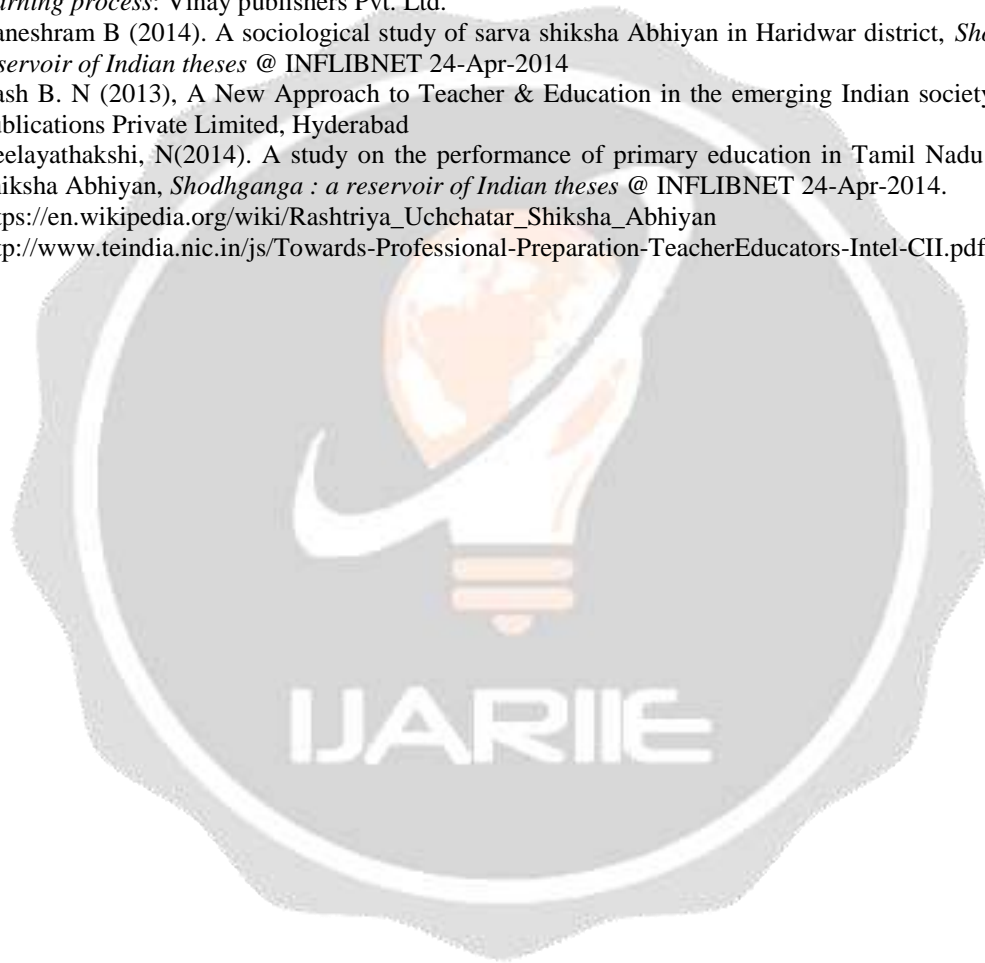 arning process: Vinay publishers Pvt. Ltd.
aneshram B (2014). A sociological study of sarva shiksha Abhiyan in Haridwar district, Sho
servoir of Indian theses @ INFLIBNET 24-Apr-2014
ash B. N (2013), A New Approach to Teacher & Education in the emerging Indian society
ublications Private Limited, Hyderabad
eelayathakshi, N(2014). A study on the performance of primary education in Tamil Nadu
hiksha Abhiyan, Shodhganga : a reservoir of Indian theses @ INFLIBNET 24-Apr-2014.
tps://en.wikipedia.org/wiki/Rashtriya_Uchchatar_Shiksha_Abhiyan
tp://www.teindia.nic.in/js/Towards-Professional-Preparation-TeacherEducators-Intel-CII.pdf
IJARIIE